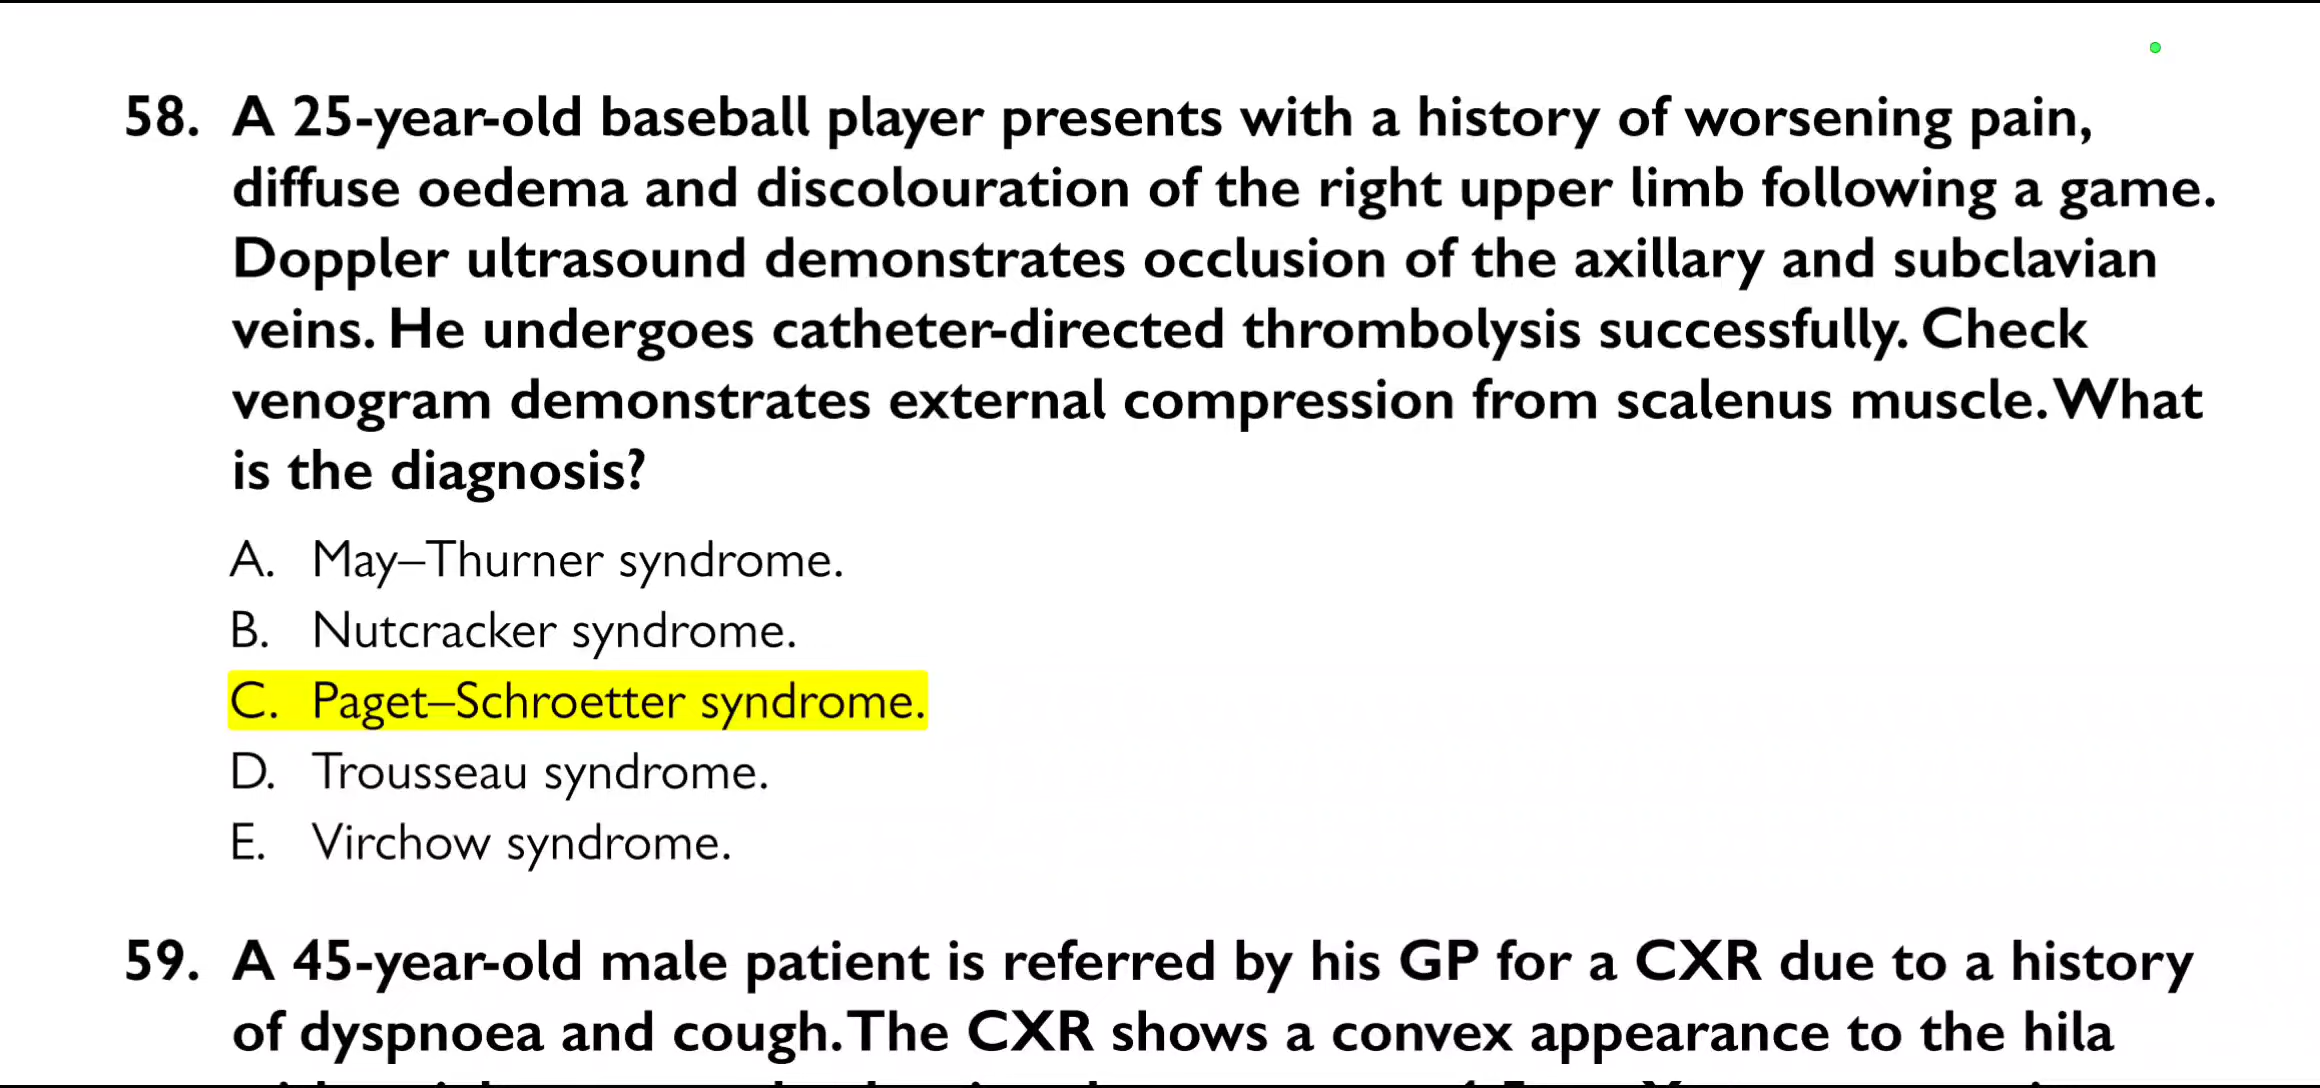 58. A 25-year-old baseball player presents with a history of worsening pain,
diffuse oedema and discolouration of the right upper limb following a game.
Doppler ultrasound demonstrates occlusion of the axillary and subclavian
veins. He undergoes catheter-directed thrombolysis successfully. Check
venogram demonstrates external compression from scalenus muscle. What
is the diagnosis?
A. May–Thurner syndrome.
B. Nutcracker syndrome.
C. Paget–Schroetter syndrome.
D. Trousseau syndrome.
E. Virchow syndrome.
59. A 45-year-old male patient is referred by his GP for a CXR due to a history
of dyspnoea and cough. The CXR shows a convex appearance to the hila